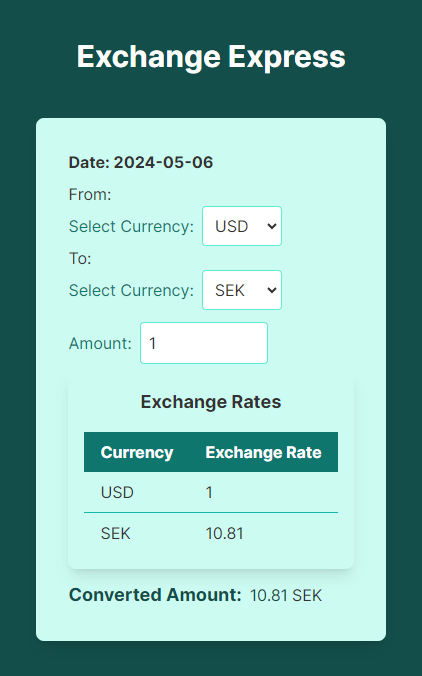 Exchange Express
Date: 2024-05-06
From:
Select Currency: USD
To:
Select Currency: SEK
Amount: 1
Exchange Rates
Currency Exchange Rate
USD 1
SEK 10.81
Converted Amount: 10.81 SEK